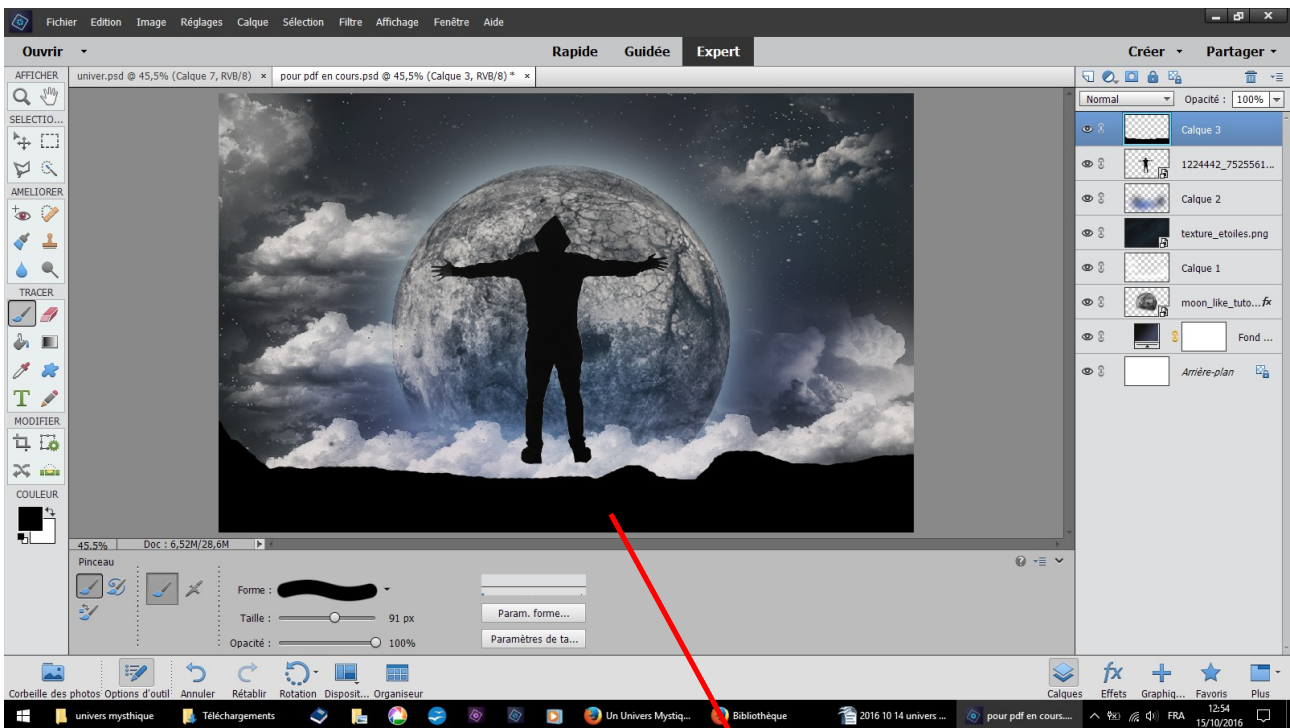 Fichier Edition Image Réglages Calque Sélection Filtre Affichage Fenêtre Aide
Ouvrir Rapide Guidée Expert Créer Partager
AFFICHER univer.psd @ 45,5% (Calque 7, RVB/8) × pour pdf en cours.psd @ 45,5% (Calque 3, RVB/8) * ×
Normal Opacité : 100%
SELECTIO...
Calque 3
1224442_7525561...
AMELIORER
Calque 2
texture_etoiles.png
Calque 1
TRACER
moon_like_tuto...fx
Fond ...
Arrière-plan
T
MODIFIER
COULEUR
45.5% Doc : 6,52M/28,6M
Pinceau
Forme :
Taille : 91 px Param. forme...
Opacité : 100% Paramètres de ta...
fx
Corbeille des photos Options d'outil Annuler Rétablir Rotation Disposit... Organiseur Calques Effets Graphiq... Favoris Plus
univers mysthique Téléchargements Un Univers Mystiq... Bibliothèque 2016 10 14 univers ... pour pdf en cours.... FRA 12:54
15/10/2016